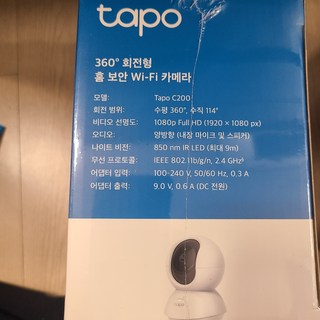 tapo
360° 회전형
홈 보안 Wi-Fi 카메라
모델: Tapo C200
회전 범위: 수평 360°, 수직 114°
비디오 선명도: 1080p Full HD (1920 × 1080 px)
오디오: 양방향 (내장 마이크 및 스피커)
나이트 비전: 850 nm IR LED (최대 9m)
무선 프로토콜: IEEE 802.11b/g/n, 2.4 GHz
어댑터 입력: 100-240 V, 50/60 Hz, 0.3 A
어댑터 출력: 9.0 V, 0.6 A (DC 전원)